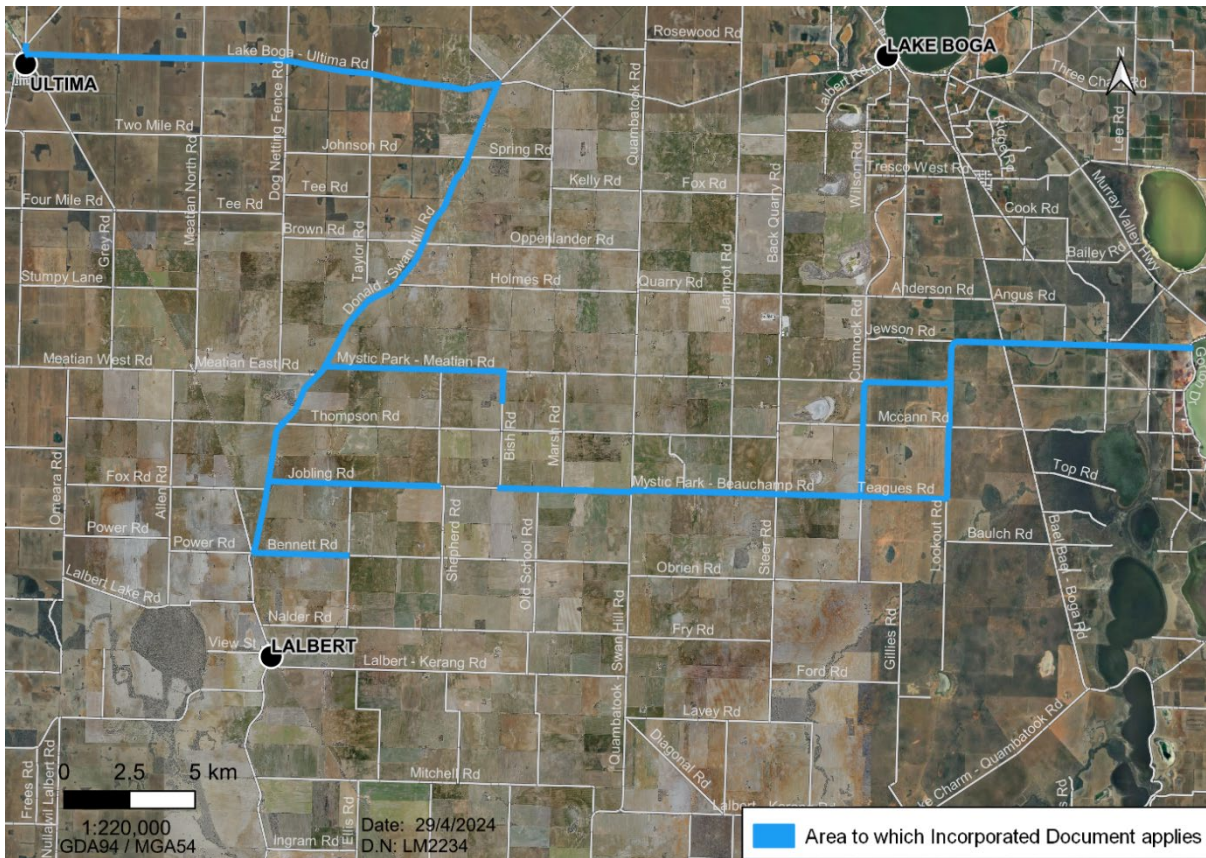 Rosewood Rd
LAKE BOGA
N
Lake Boga - Ultima Rd
Three Chain Rd
ULTIMA
Lalbert Rd
Quambatook Rd
Dog Netting Fence Rd
Lee Rd
Two Mile Rd
Meatian North Rd
Johnson Rd
Spring Rd
Back Quarry Rd
Wilson Rd
Tresco West Rd
Kelly Rd
Fox Rd
Tee Rd
Four Mile Rd
Tee Rd
Cook Rd
Murray Valley Hwy
Grey Rd
Brown Rd
Taylor Rd
Donald - Swan Hill Rd
Oppenlander Rd
Jampot Rd
Bailey Rd
Stumpy Lane
Holmes Rd
Quarry Rd
Anderson Rd
Angus Rd
Cumnock Rd
Jewson Rd
Meatian West Rd
Meatian East Rd
Mystic Park - Meatian Rd
Thompson Rd
Bish Rd
Marsh Rd
Mccann Rd
Omeara Rd
Fox Rd
Allen Rd
Jobling Rd
Mystic Park - Beauchamp Rd
Teagues Rd
Top Rd
Power Rd
Power Rd
Bennett Rd
Shepherd Rd
Old School Rd
Steer Rd
Lookout Rd
Baulch Rd
Bael Bael - Boga Rd
Obrien Rd
Lalbert Lake Rd
Nalder Rd
Quambatook - Swan Hill Rd
Fry Rd
Gillies Rd
View St
LALBERT
Lalbert - Kerang Rd
Ford Rd
Lavey Rd
Diagonal Rd
Frees Rd
Nullawil Lalbert Rd
Mitchell Rd
Ellis Rd
0 2,5 5 km
1:220,000
GDA94 / MGA54
Date: 29/4/2024
D.N: LM2234
Area to which Incorporated Document applies